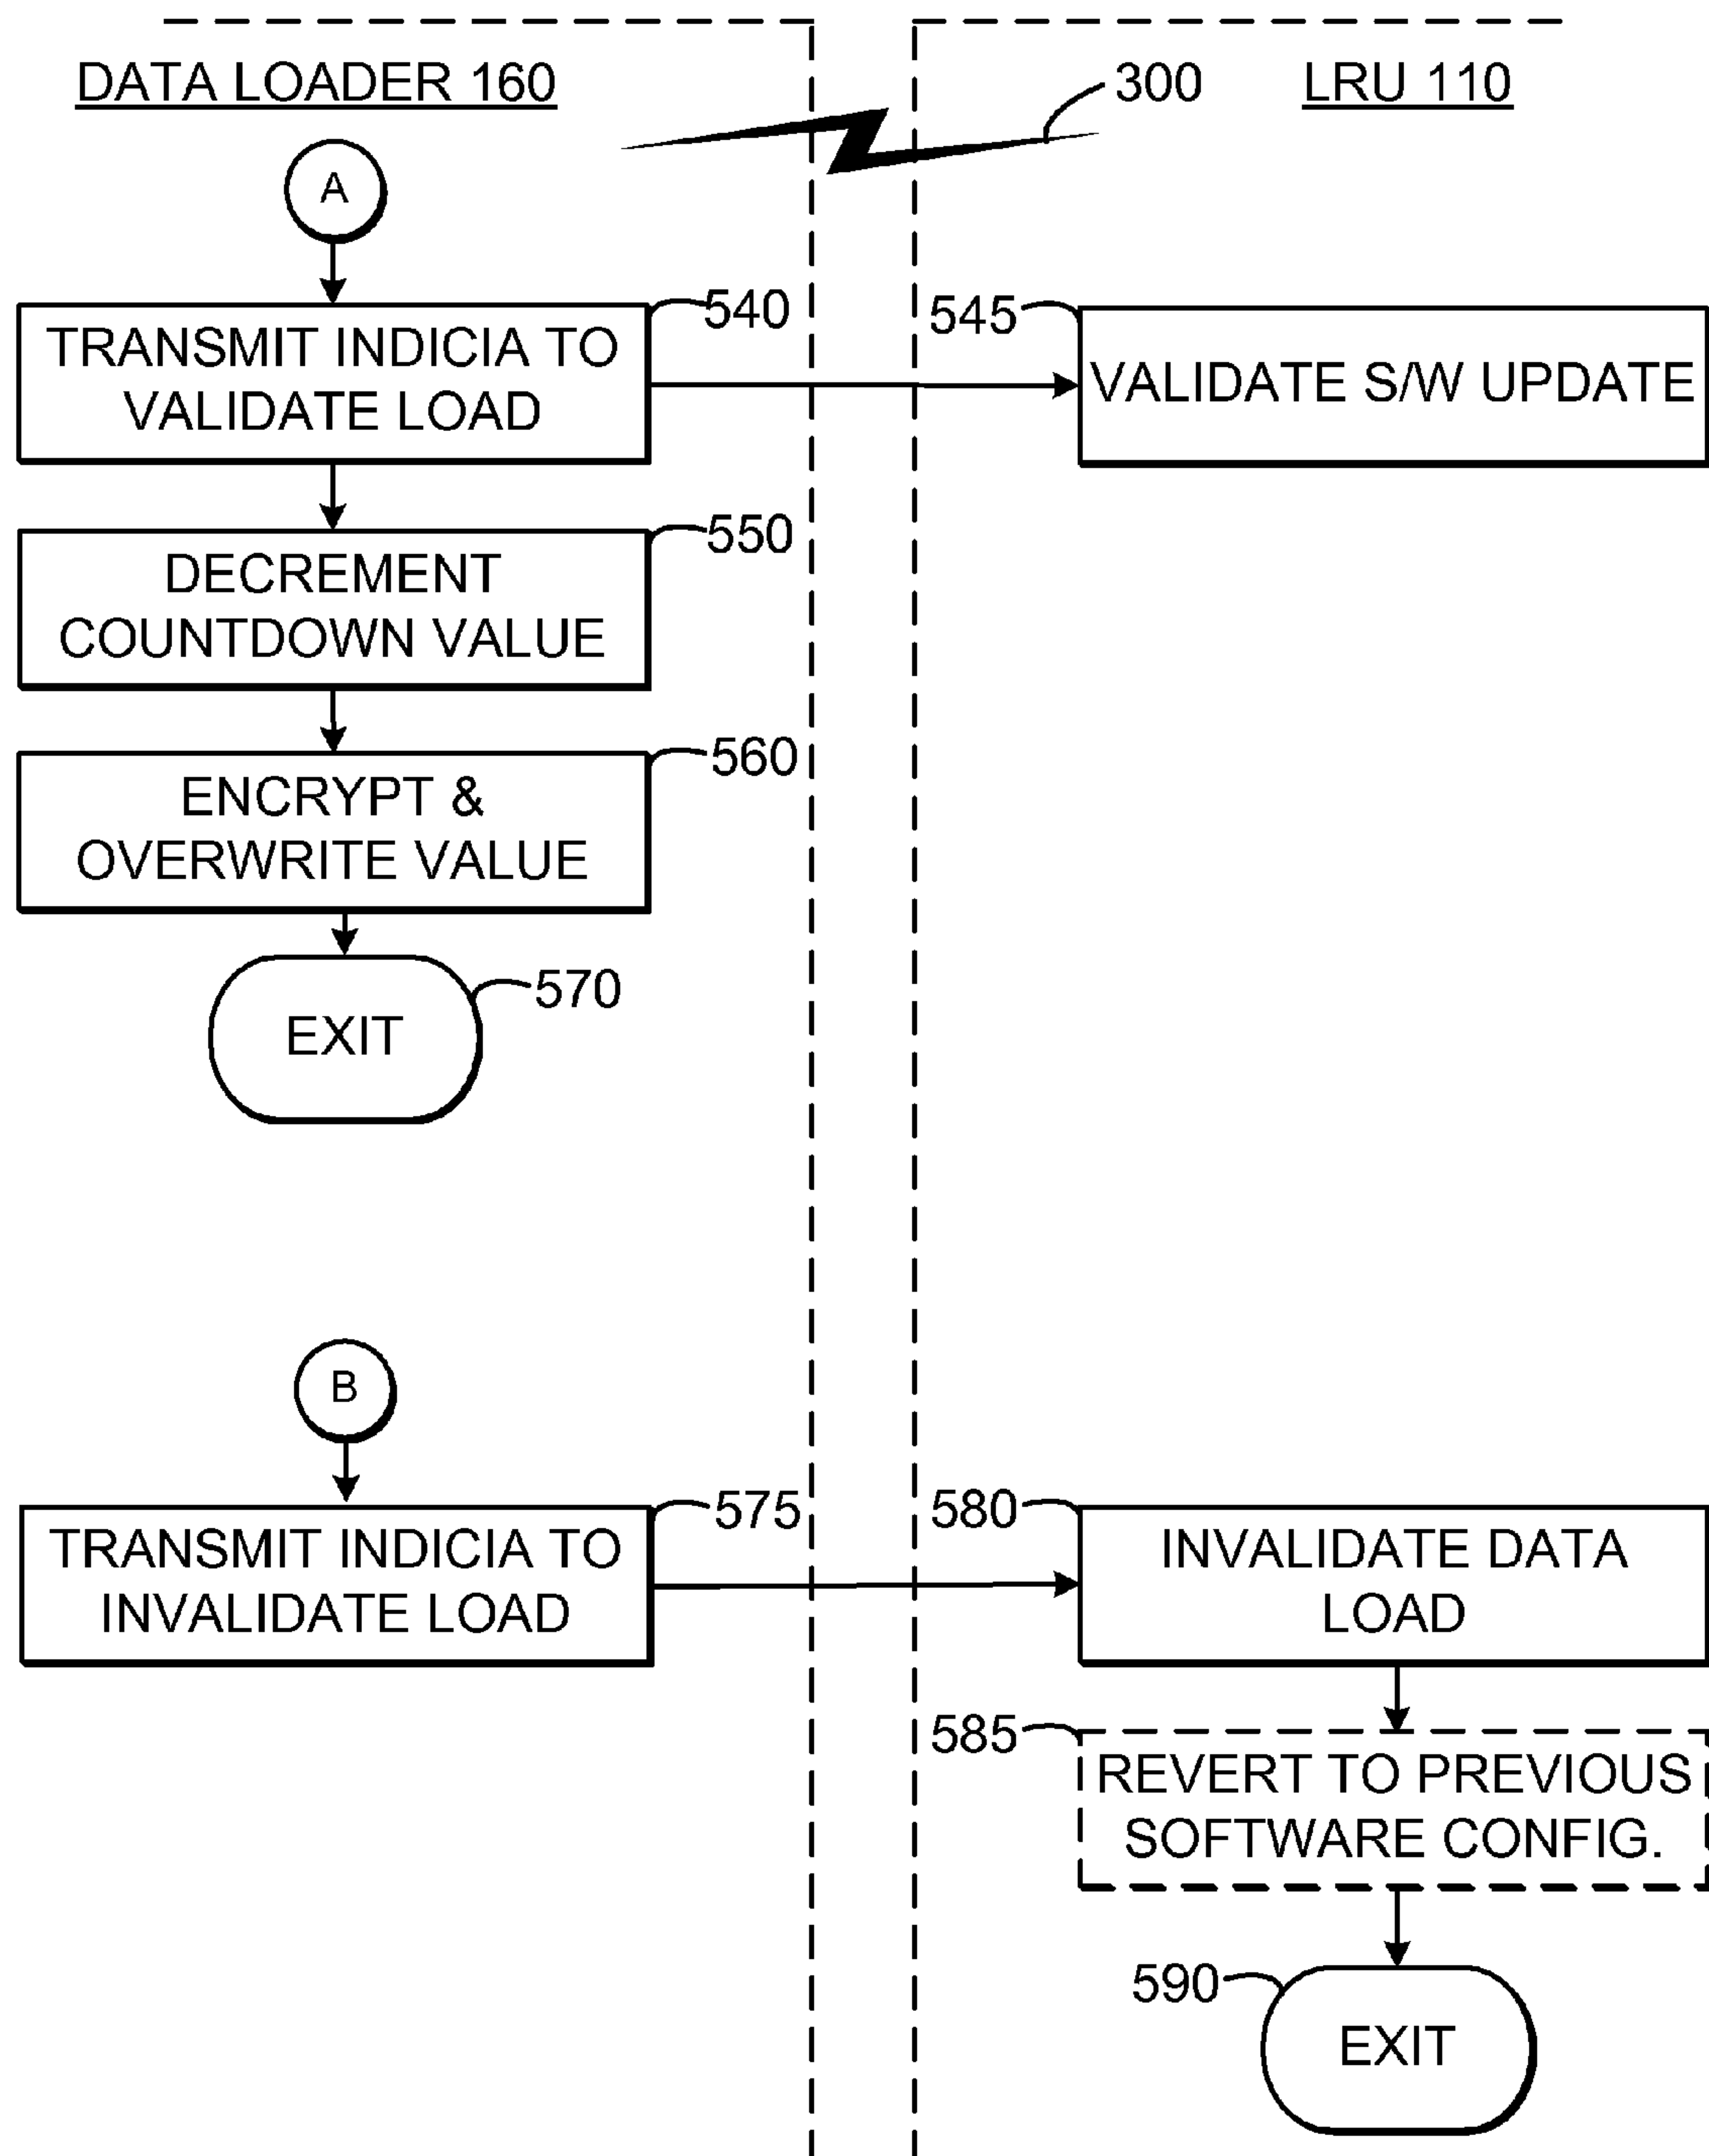 DATA LOADER 160
300
LRU 110
A
540
545
TRANSMIT INDICIA TO
VALIDATE LOAD
VALIDATE S/W UPDATE
550
DECREMENT
COUNTDOWN VALUE
560
ENCRYPT &
OVERWRITE VALUE
570
EXIT
B
575
580
TRANSMIT INDICIA TO
INVALIDATE LOAD
INVALIDATE DATA
LOAD
585
REVERT TO PREVIOUS
SOFTWARE CONFIG.
590
EXIT